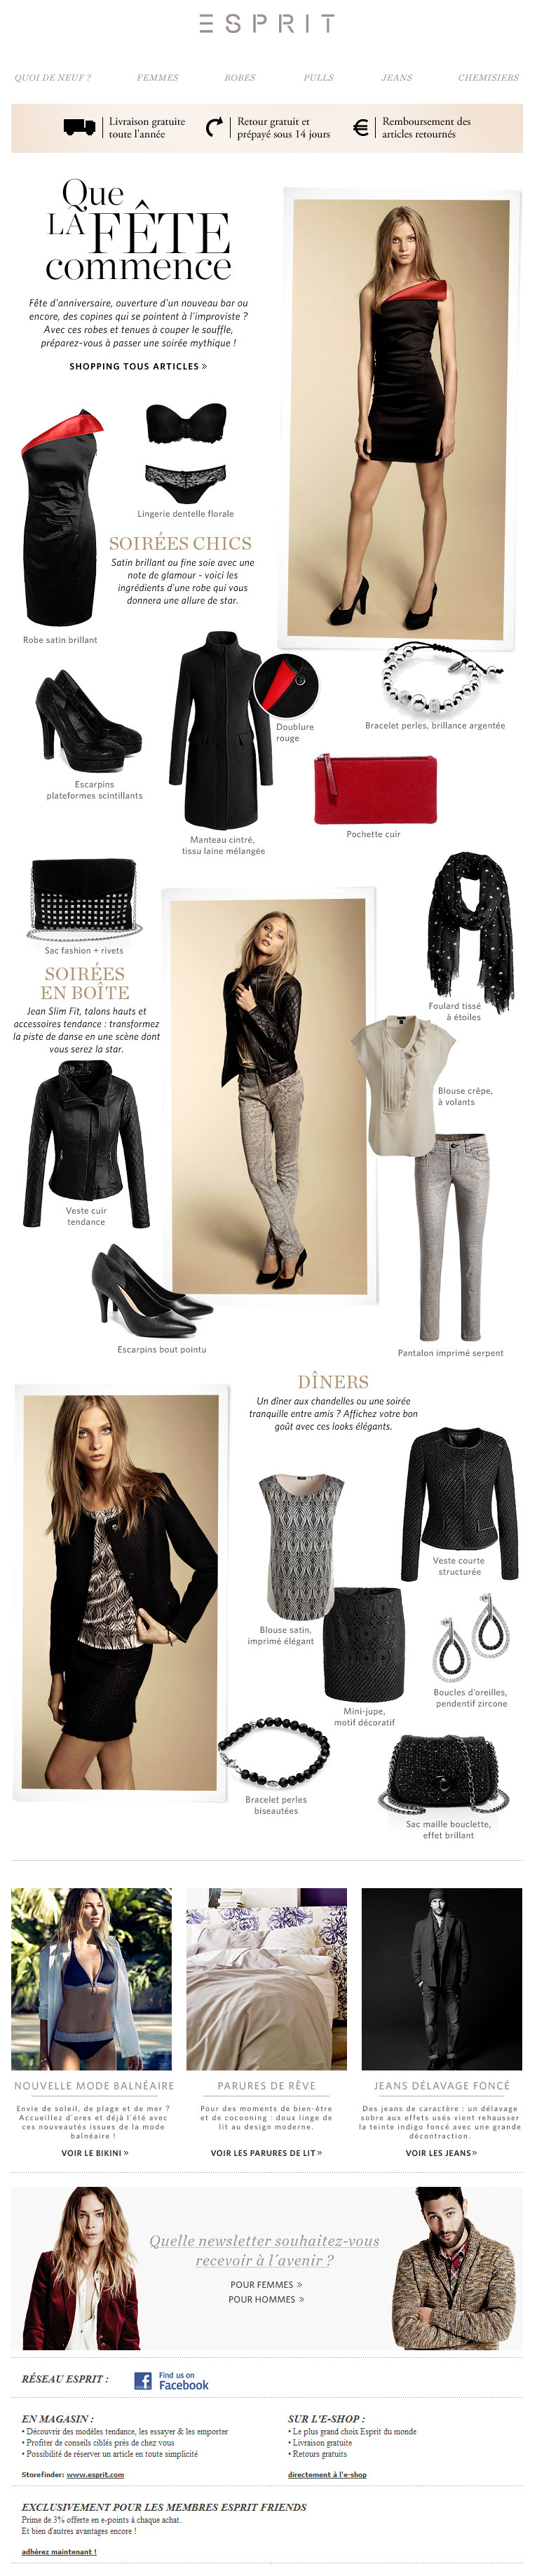 ESPRIT
QUOI DE NEUF ? FEMMES ROBES PULLS JEANS CHEMISIERS
Livraison gratuite
toute l'année
Retour gratuit et
prépayé sous 14 jours
Remboursement des
articles retournés
Que
LA FÊTE
commence
Fête d'anniversaire, ouverture d'un nouveau bar ou
encore, des copines qui se pointent à l'improviste ?
Avec ces robes et tenues à couper le souffle,
préparez-vous à passer une soirée mythique !
SHOPPING TOUS ARTICLES »
Lingerie dentelle florale
SOIRÉES CHICS
Satin brillant ou fine soie avec une
note de glamour - voici les
ingrédients d'une robe qui vous
donnera une allure de star.
Robe satin brillant
Doublure
rouge
Bracelet perles, brillance argentée
Escarpins
plateformes scintillants
Manteau cintré,
tissu laine mélangée
Pochette cuir
Sac fashion + rivets
SOIRÉES
EN BOÎTE
Jean Slim Fit, talons hauts et
accessoires tendance : transformez
la piste de danse en une scène dont
vous serez la star.
Foulard tissé
à étoiles
Blouse crêpe,
à volants
Veste cuir
tendance
Escarpins bout pointu
Pantalon imprimé serpent
DÎNERS
Un dîner aux chandelles ou une soirée
tranquille entre amis ? Affichez votre bon
goût avec ces looks élégants.
Veste courte
structurée
Blouse satin,
imprimé élégant
Boucles d'oreilles,
pendentif zircone
Mini-jupe,
motif décoratif
Bracelet perles
biseautées
Sac maille bouclette,
effet brillant
NOUVELLE MODE BALNÉAIRE
Envie de soleil, de plage et de mer ?
Accueillez d'ores et déjà l'été avec
ces nouveautés issues de la mode
balnéaire !
VOIR LE BIKINI »
PARURES DE RÊVE
Pour des moments de bien-être
et de cocooning : doux linge de
lit au design moderne.
VOIR LES PARURES DE LIT »
JEANS DÉLAVAGE FONCÉ
Des jeans de caractère : un délavage
sobre aux effets usés vient rehausser
la teinte indigo foncé avec une grande
décontraction.
VOIR LES JEANS»
Quelle newsletter souhaitez-vous
recevoir à l'avenir ?
POUR FEMMES »
POUR HOMMES »
RÉSEAU ESPRIT :
Find us on
Facebook
EN MAGASIN :
• Découvrir des modèles tendance, les essayer & les emporter
• Profiter de conseils ciblés près de chez vous
• Possibilité de réserver un article en toute simplicité
Storefinder: www.esprit.com
SUR L'E-SHOP :
• Le plus grand choix Esprit du monde
• Livraison gratuite
• Retours gratuits
directement à l'e-shop
EXCLUSIVEMENT POUR LES MEMBRES ESPRIT FRIENDS
Prime de 3% offerte en e-points à chaque achat.
Et bien d'autres avantages encore !
adhérez maintenant !